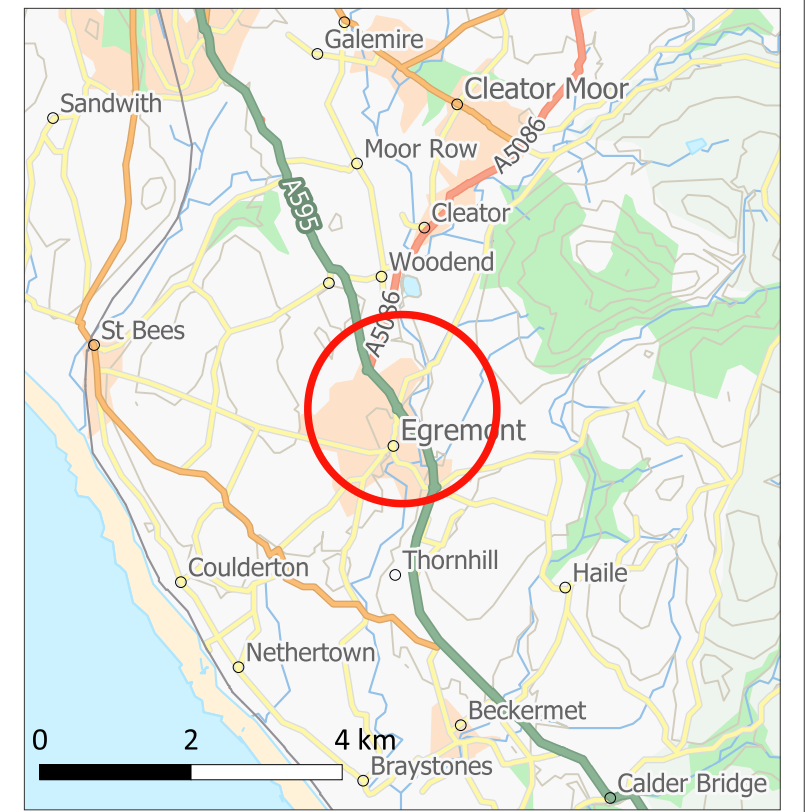 Galemire
Cleator Moor
Sandwith
A5086
Moor Row
A595
Cleator
Woodend
A5086
St Bees
Egremont
Thornhill
Coulderton
Haile
Nethertown
Beckermet
0 2 4 km
Braystones
Calder Bridge